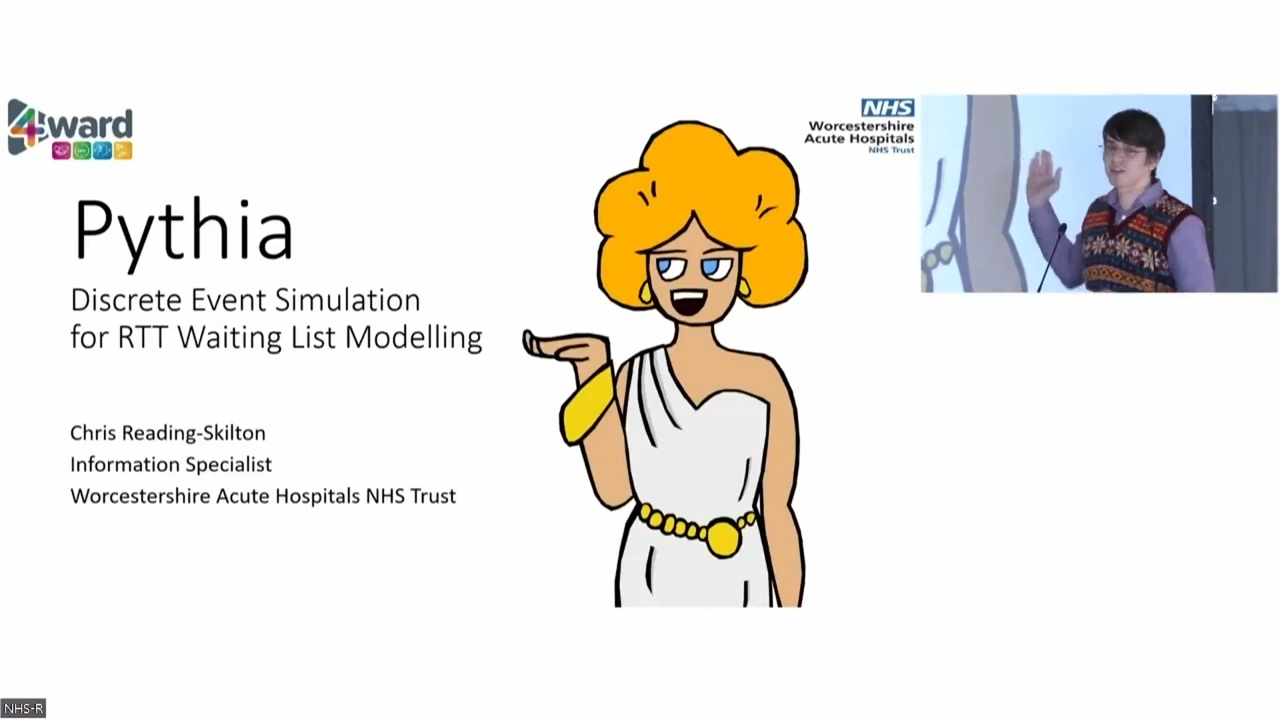 4ward
NHS
Worcestershire
Acute Hospitals
NHS Trust
Pythia
Discrete Event Simulation
for RTT Waiting List Modelling
Chris Reading-Skilton
Information Specialist
Worcestershire Acute Hospitals NHS Trust
NHS-R